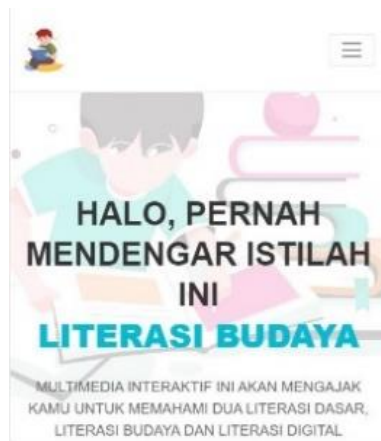 HALO, PERNAH
MENDENGAR ISTILAH
INI
LITERASI BUDAYA
MULTIMEDIA INTERAKTIF INI AKAN MENGAJAK
KAMU UNTUK MEMAHAMI DUA LITERASI DASAR,
LITERASI BUDAYA DAN LITERASI DIGITAL